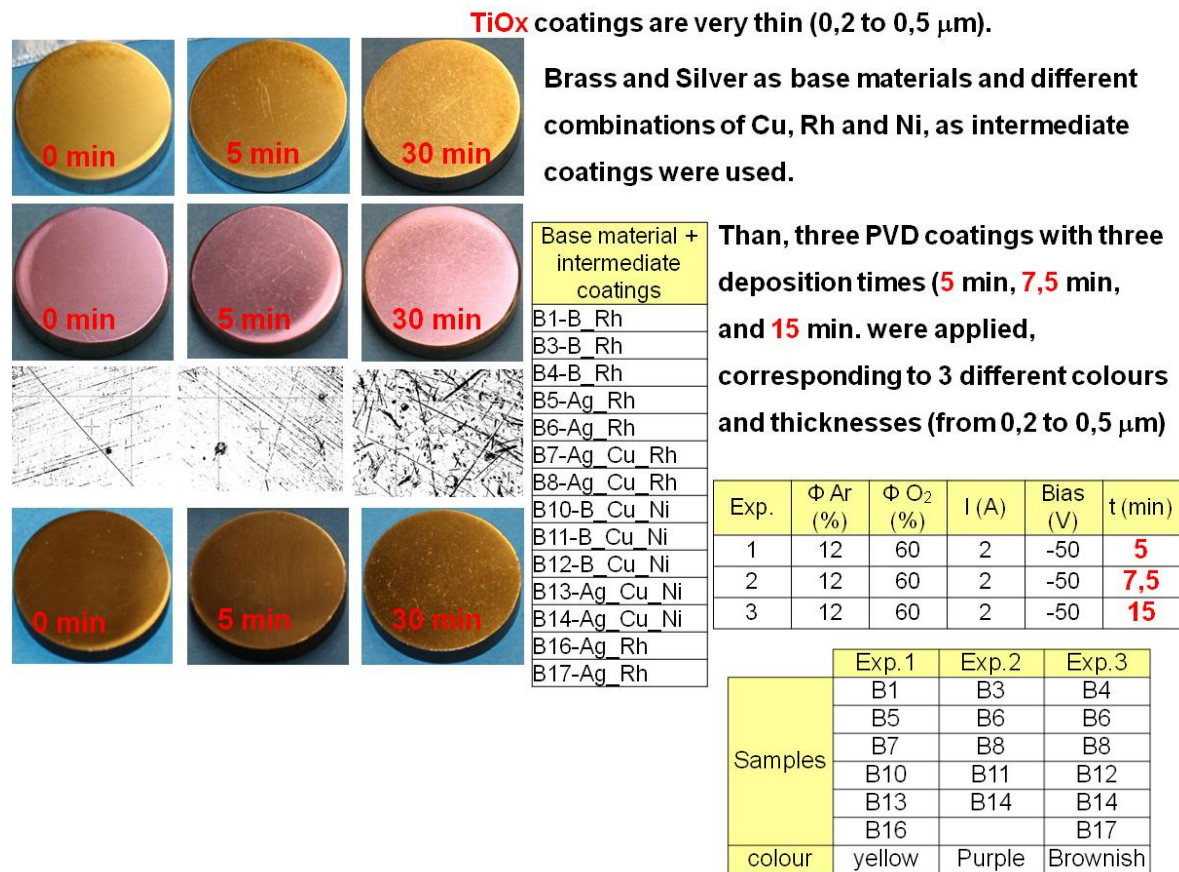 TiOx coatings are very thin (0,2 to 0,5 μm).
Brass and Silver as base materials and different
combinations of Cu, Rh and Ni, as intermediate
coatings were used.
0 min
5 min
30 min
0 min
5 min
30 min
0 min
5 min
30 min
Base material +
intermediate
coatings
B1-B_Rh
B3-B_Rh
B4-B_Rh
B5-Ag_Rh
B6-Ag_Rh
B7-Ag_Cu_Rh
B8-Ag_Cu_Rh
B10-B_Cu_Ni
B11-B_Cu_Ni
B12-B_Cu_Ni
B13-Ag_Cu_Ni
B14-Ag_Cu_Ni
B16-Ag_Rh
B17-Ag_Rh
Than, three PVD coatings with three
deposition times (5 min, 7,5 min,
and 15 min. were applied,
corresponding to 3 different colours
and thicknesses (from 0,2 to 0,5 μm)
Exp. Φ Ar (%) Φ O₂ (%) I (A) Bias (V) t (min)
1 12 60 2 -50 5
2 12 60 2 -50 7,5
3 12 60 2 -50 15
Exp.1 Exp.2 Exp.3
Samples
B1 B3 B4
B5 B6 B6
B7 B8 B8
B10 B11 B12
B13 B14 B14
B16 B17
colour yellow Purple Brownish